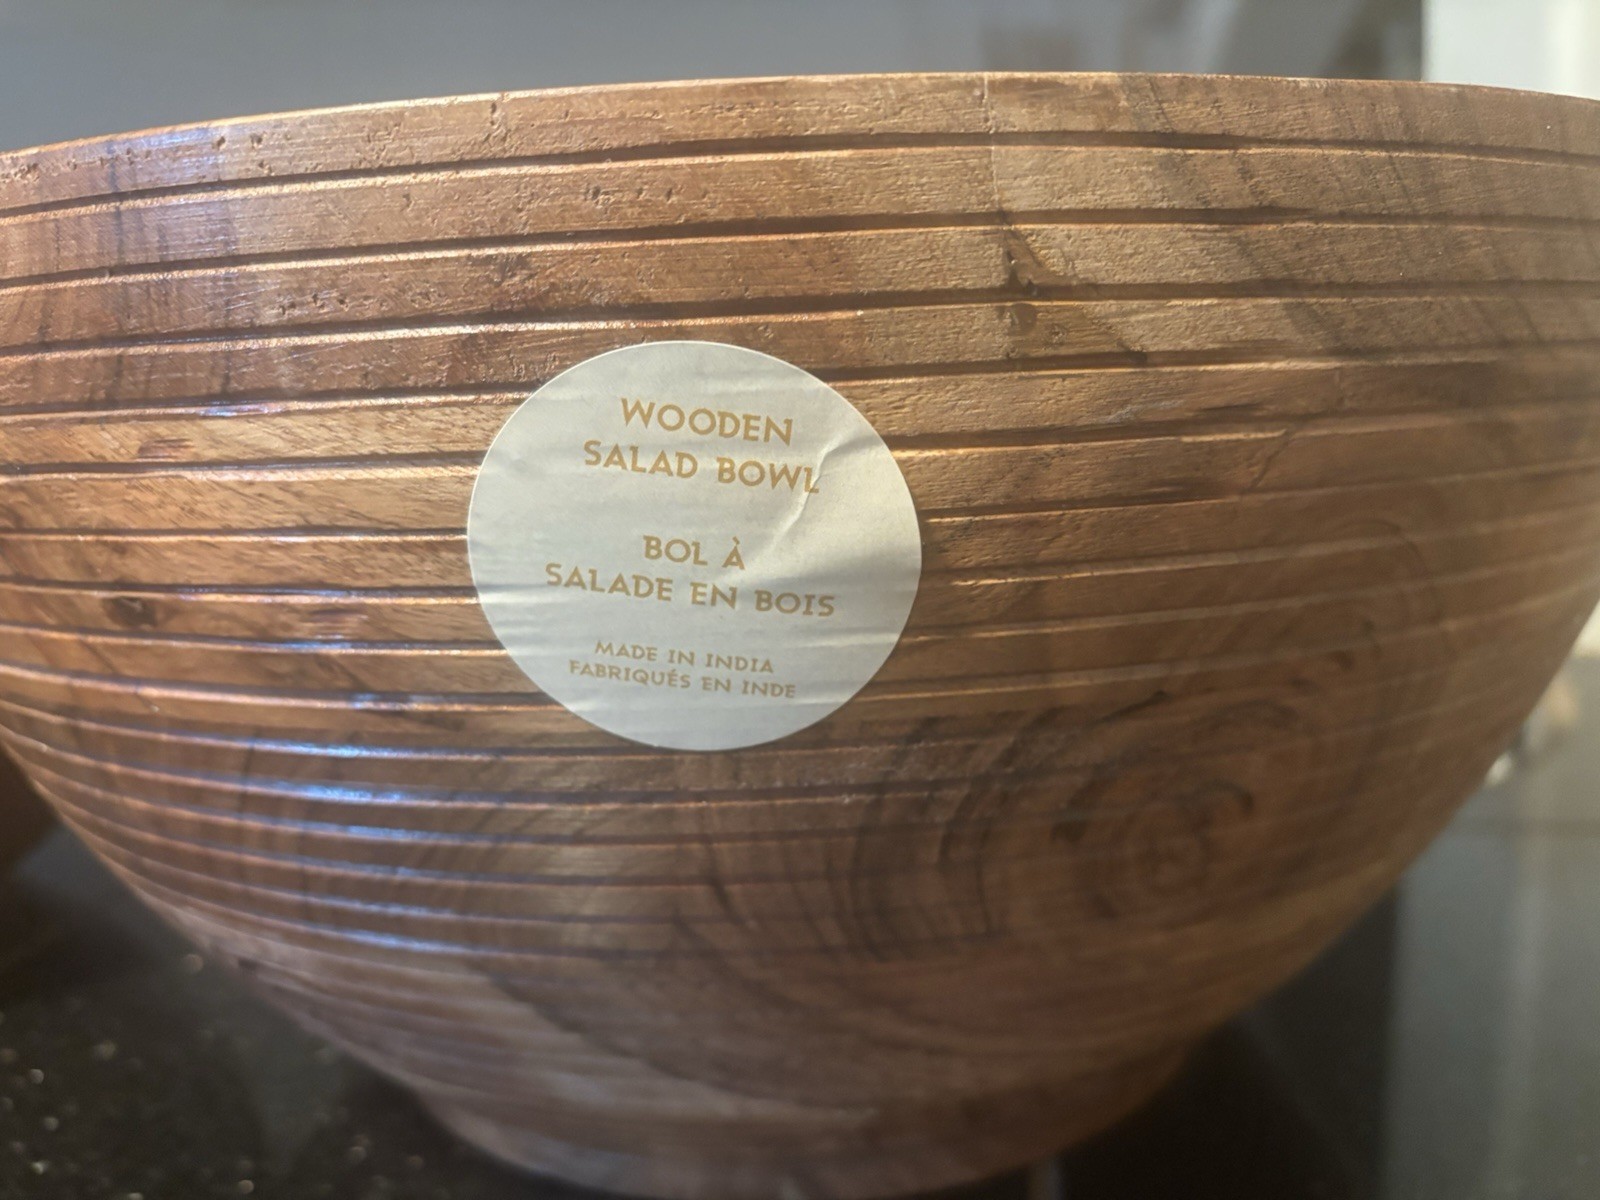 WOODEN
SALAD BOWL
BOL À
SALADE EN BOIS
MADE IN INDIA
FABRIQUÉS EN INDE